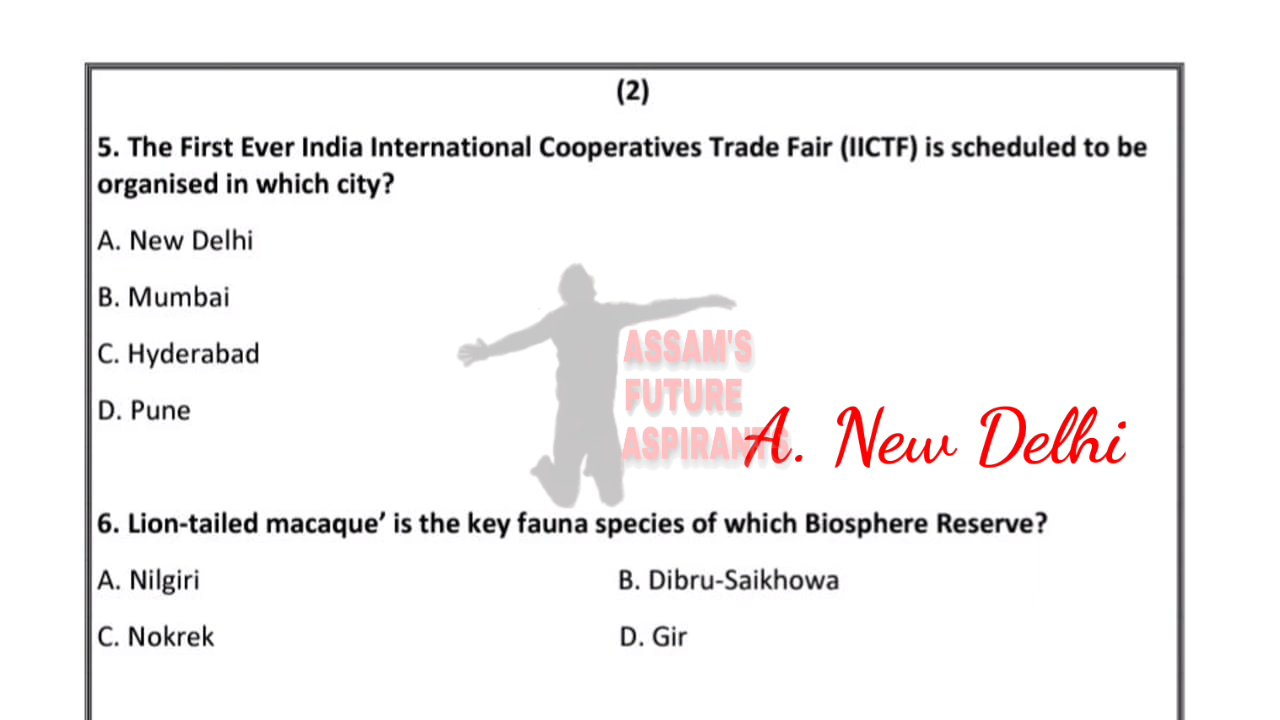 (2)
5. The First Ever India International Cooperatives Trade Fair (IICTF) is scheduled to be
organised in which city?
A. New Delhi
B. Mumbai
C. Hyderabad
D. Pune
ASSAM'S
FUTURE
ASPIRANTS
A. New Delhi
6. Lion-tailed macaque’ is the key fauna species of which Biosphere Reserve?
A. Nilgiri B. Dibru-Saikhowa
C. Nokrek D. Gir